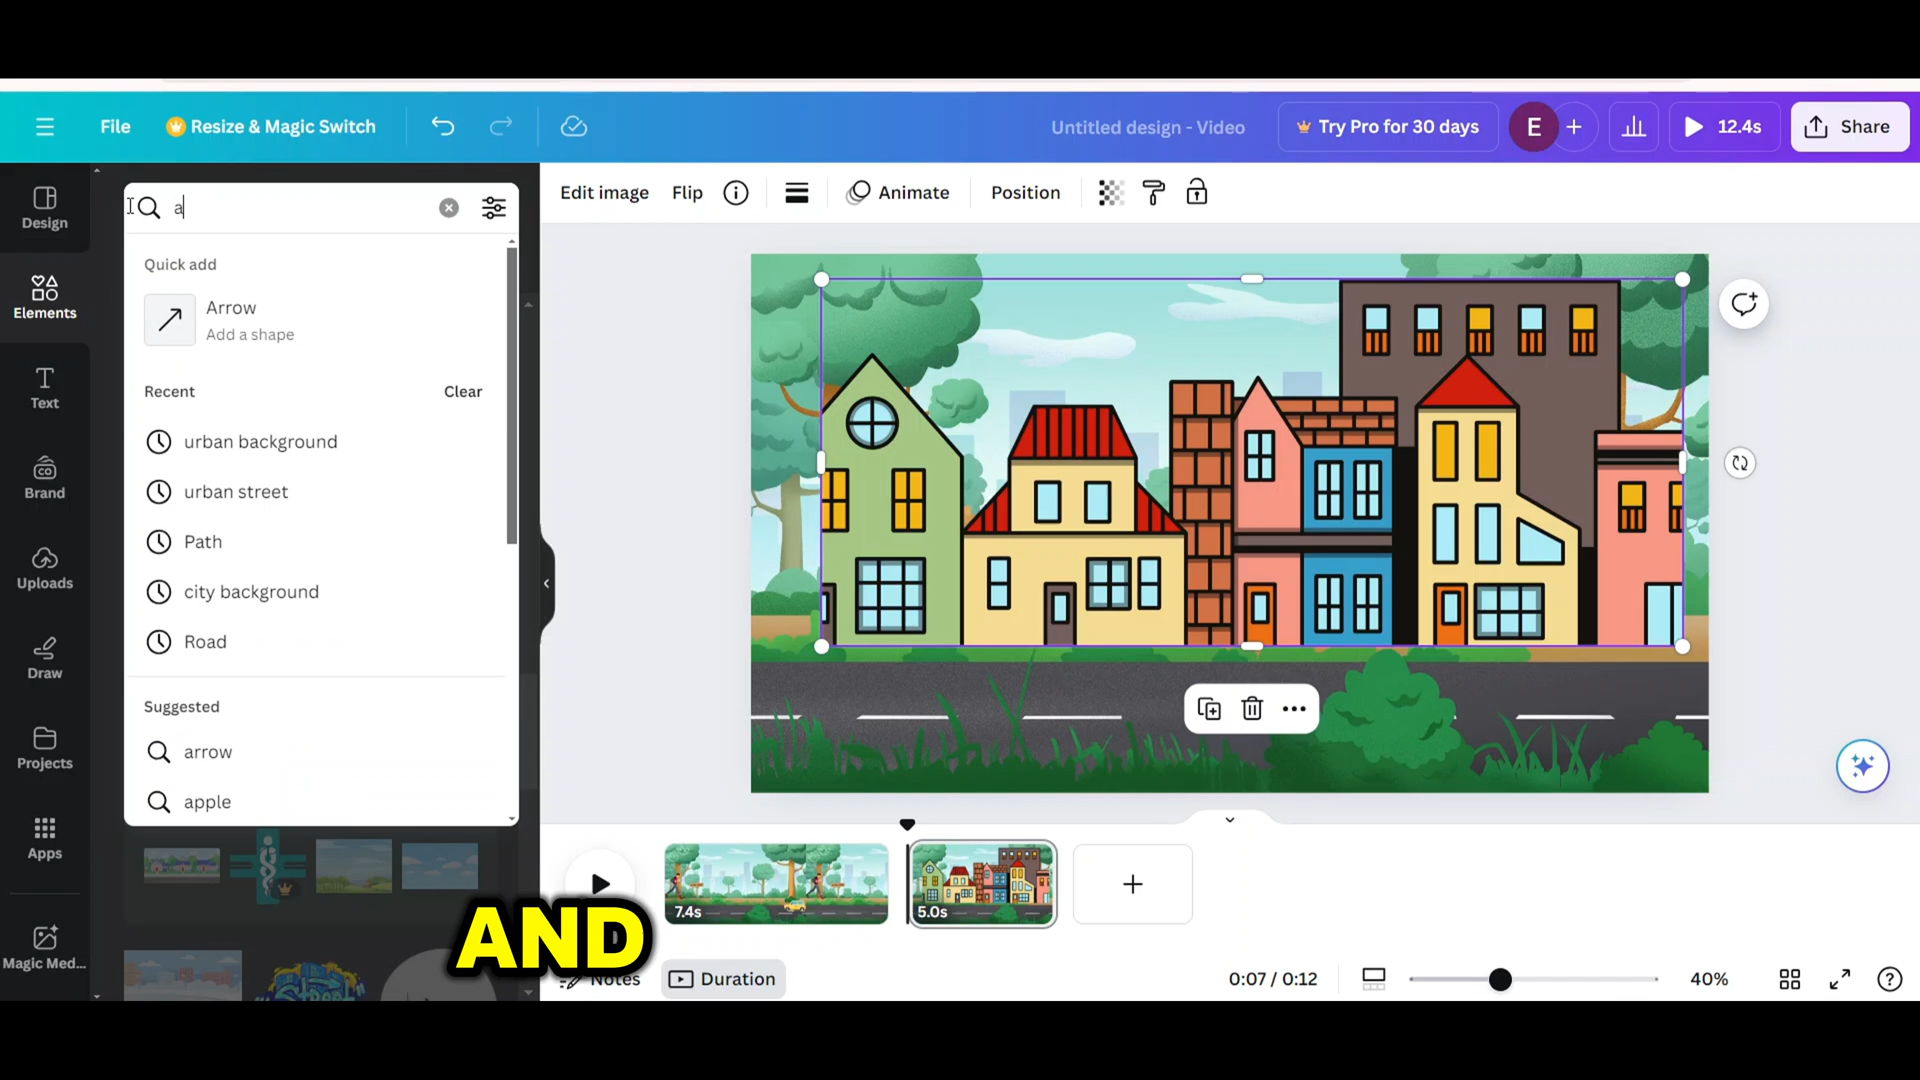 File
Resize & Magic Switch
Untitled design - Video
Try Pro for 30 days
E
12.4s
Share
Design
Elements
Text
Brand
Uploads
Draw
Projects
Apps
Magic Med...
a
Quick add
Arrow
Add a shape
Recent
Clear
urban background
urban street
Path
city background
Road
Suggested
arrow
apple
Edit image
Flip
Animate
Position
7.4s
5.0s
AND
Notes
Duration
0:07 / 0:12
40%